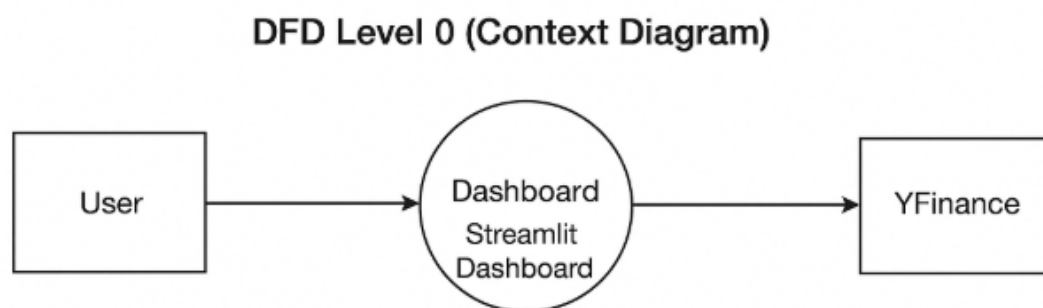 DFD Level 0 (Context Diagram)
User
Dashboard
Streamlit
Dashboard
YFinance